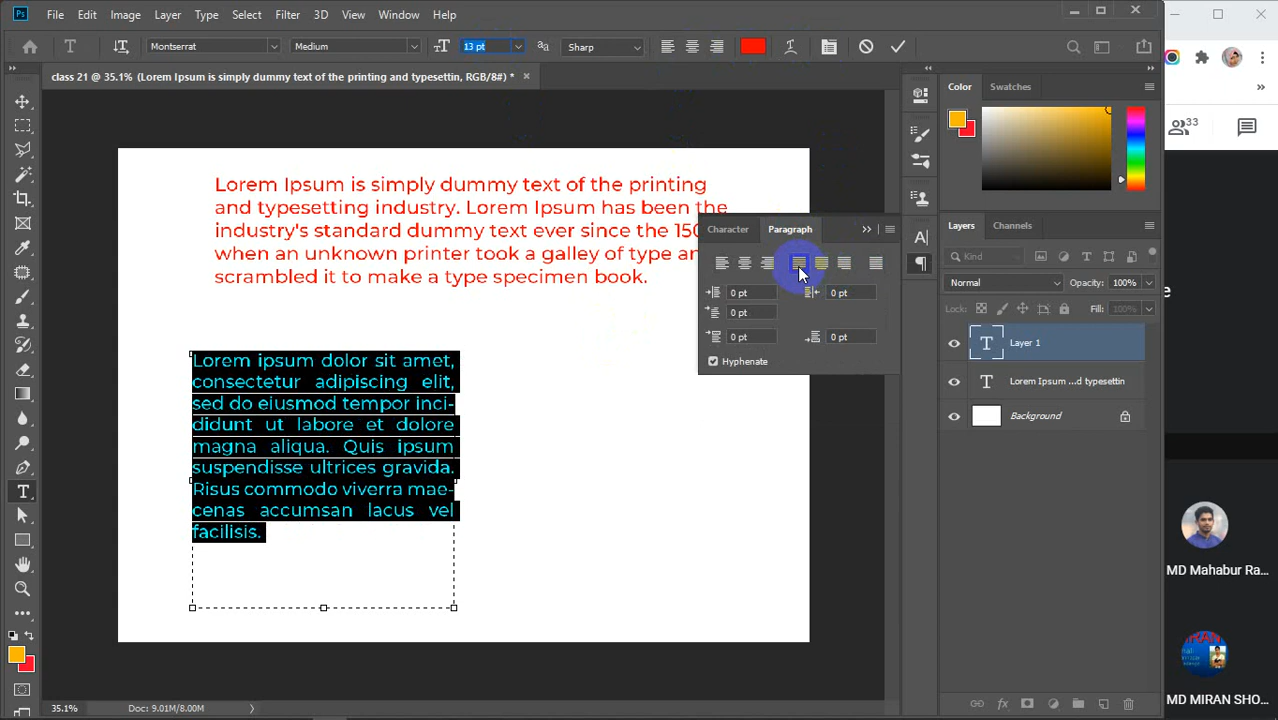 Ps File Edit Image Layer Type Select Filter 3D View Window Help
T Montserrat Medium 13 pt aa Sharp
class 21 @ 35.1% (Lorem Ipsum is simply dummy text of the printing and typesettin, RGB/8#) * ×
Color Swatches
33
Lorem Ipsum is simply dummy text of the printing
and typesetting industry. Lorem Ipsum has been the
industry's standard dummy text ever since the 150
when an unknown printer took a galley of type an
scrambled it to make a type specimen book.
Character Paragraph
0 pt 0 pt
0 pt
0 pt 0 pt
Hyphenate
Layers Channels
Kind
Normal Opacity: 100%
Lock: Fill: 100%
T Layer 1
T Lorem Ipsum ...d typesettin
Background
Lorem ipsum dolor sit amet,
consectetur adipiscing elit,
sed do eiusmod tempor inci-
didunt ut labore et dolore
magna aliqua. Quis ipsum
suspendisse ultrices gravida.
Risus commodo viverra mae-
cenas accumsan lacus vel
facilisis.
MD Mahabur Ra...
MD MIRAN SHO...
35.1% Doc: 9.01M/8.00M